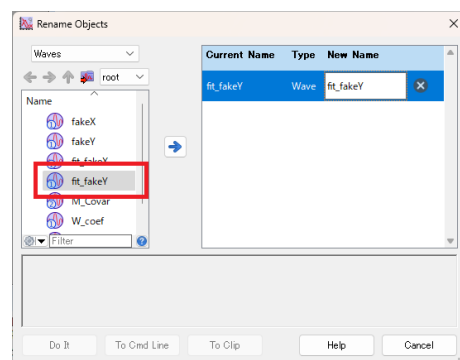 Rename Objects
Waves
root
Current Name Type New Name
fit_fakeY Wave fit_fakeY
Name
fakeX
fakeY
fit_fakeX
fit_fakeY
M_Covar
W_coef
Filter
Do It To Cmd Line To Clip Help Cancel